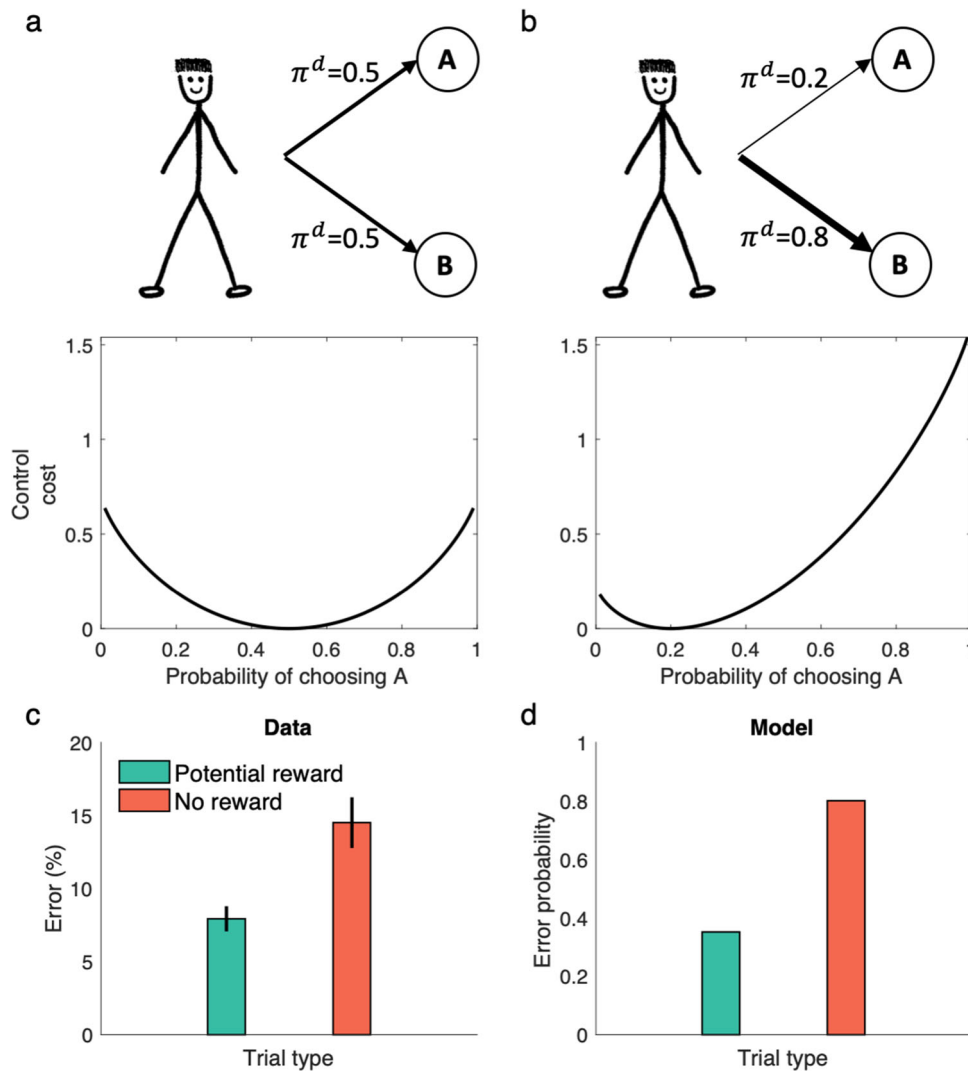 a
π^d=0.5
A
π^d=0.5
B
b
π^d=0.2
A
π^d=0.8
B
Control
cost
1.5
1
0.5
0
0
0.2
0.4
0.6
0.8
1
Probability of choosing A
1.5
1
0.5
0
0
0.2
0.4
0.6
0.8
1
Probability of choosing A
c
Data
Error (%)
20
15
10
5
0
Potential reward
No reward
Trial type
d
Model
Error probability
1
0.8
0.6
0.4
0.2
0
Trial type